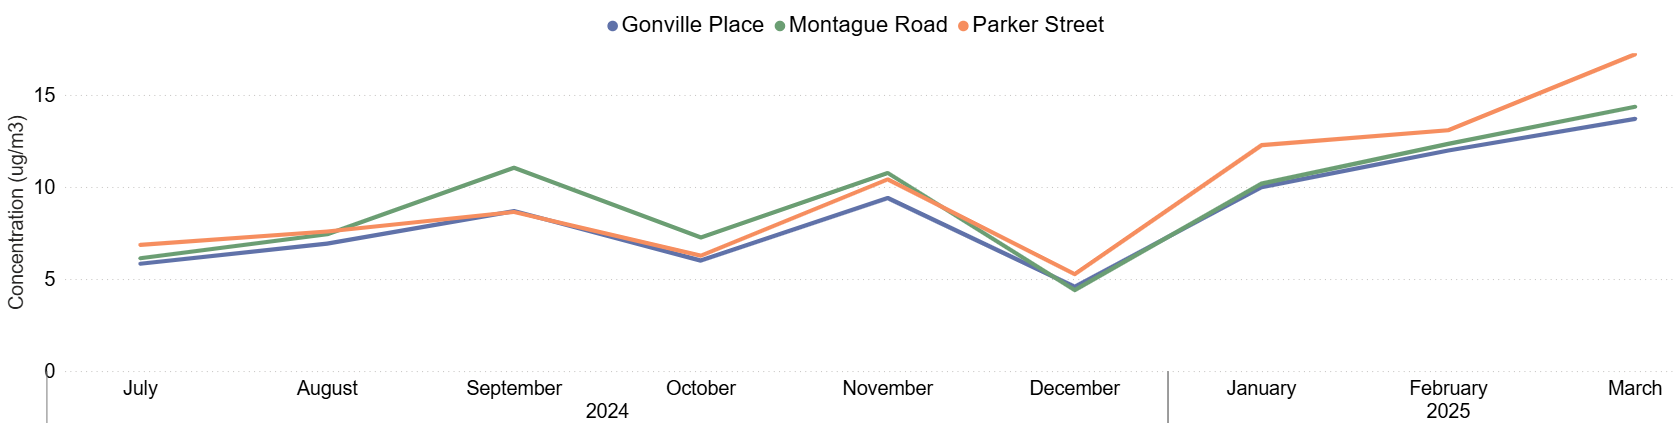 Gonville Place Montague Road Parker Street
Concentration (ug/m3)
15
10
5
0
July August September October November December January February March
2024 2025